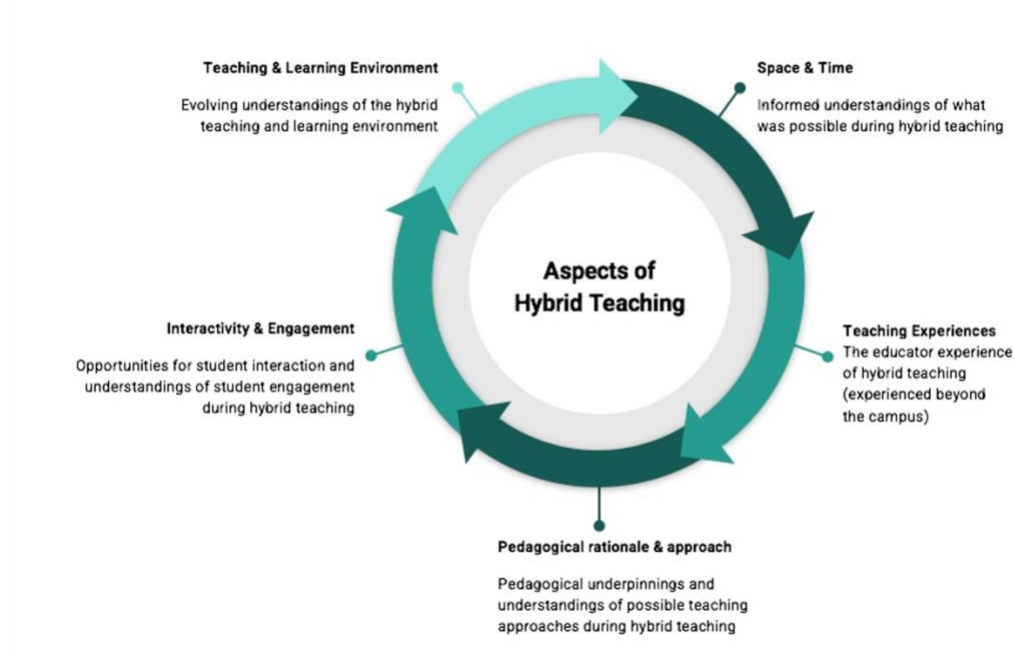 Teaching & Learning Environment
Evolving understandings of the hybrid
teaching and learning environment
Space & Time
Informed understandings of what
was possible during hybrid teaching
Aspects of
Hybrid Teaching
Interactivity & Engagement
Opportunities for student interaction and
understandings of student engagement
during hybrid teaching
Teaching Experiences
The educator experience
of hybrid teaching
(experienced beyond
the campus)
Pedagogical rationale & approach
Pedagogical underpinnings and
understandings of possible teaching
approaches during hybrid teaching